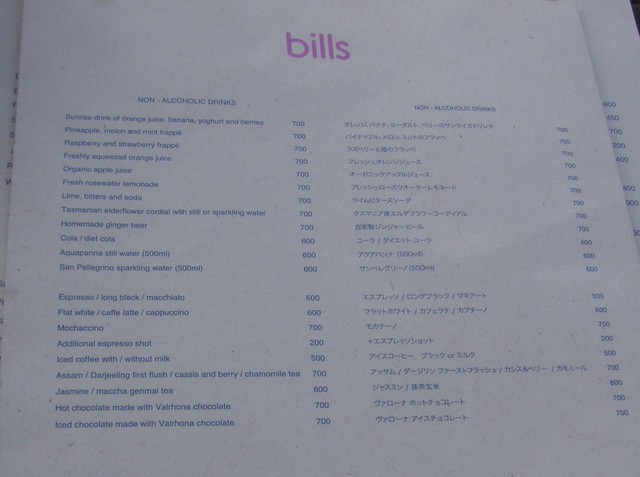 bills
NON - ALCOHOLIC DRINKS
Sunrise drink of orange juice, banana, yoghurt and berries 700
Pineapple, melon and mint frappé 700
Raspberry and strawberry frappé 700
Freshly squeezed orange juice 700
Organic apple juice 700
Fresh rosewater lemonade 700
Lime, bitters and soda 700
Tasmanian elderflower cordial with still or sparkling water 700
Homemade ginger beer 700
Cola / diet cola 600
Aquapanna still water (500ml) 600
San Pellegrino sparkling water (500ml) 600
Espresso / long black / macchiato 500
Flat white / caffe latte / cappuccino 600
Mochaccino 700
Additional espresso shot 200
Iced coffee with / without milk 500
Assam / Darjeeling first flush / cassis and berry / chamomile tea 700
Jasmine / maccha genmai tea 800
Hot chocolate made with Valrhona chocolate 700
Iced chocolate made with Valrhona chocolate 700
NON - ALCOHOLIC DRINKS
オレンジ、バナナ、ヨーグルト、ベリーのサンライズドリンク 700
パイナップル、メロン、ミントのフラッペ 700
ラズベリーと苺のフラッペ 700
フレッシュオレンジジュース 700
オーガニックアップルジュース 700
フレッシュローズウォーターレモネード 700
ライムビターズソーダ 700
タスマニア産エルダフラワーコーディアル 700
自家製ジンジャービール 700
コーラ / ダイエット コーラ 600
アクアパンナ (500ml) 600
サンペレグリーノ (500ml) 600
エスプレッソ / ロングブラック / マキアート 500
フラットホワイト / カフェラテ / カプチーノ 600
モカチーノ 700
+エスプレッソショット 200
アイスコーヒー、ブラック or ミルク 500
アッサム / ダージリン ファーストフラッシュ / カシス&ベリー / カモミール 700
ジャスミン / 抹茶玄米 800
ヴァローナ ホットチョコレート 700
ヴァローナ アイスチョコレート 700